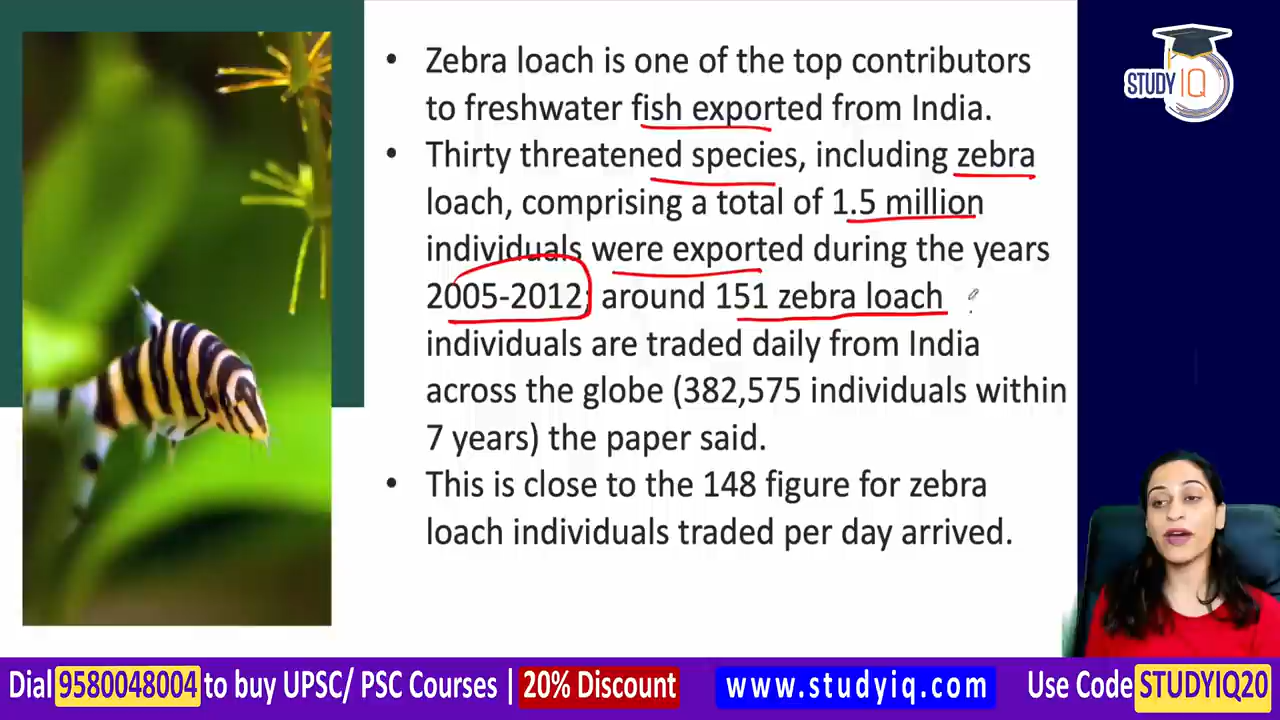 • Zebra loach is one of the top contributors
to freshwater fish exported from India.
• Thirty threatened species, including zebra
loach, comprising a total of 1.5 million
individuals were exported during the years
2005-2012; around 151 zebra loach
individuals are traded daily from India
across the globe (382,575 individuals within
7 years) the paper said.
• This is close to the 148 figure for zebra
loach individuals traded per day arrived.
STUDY IQ
Dial 9580048004 to buy UPSC/ PSC Courses | 20% Discount www.studyiq.com Use Code STUDYIQ20